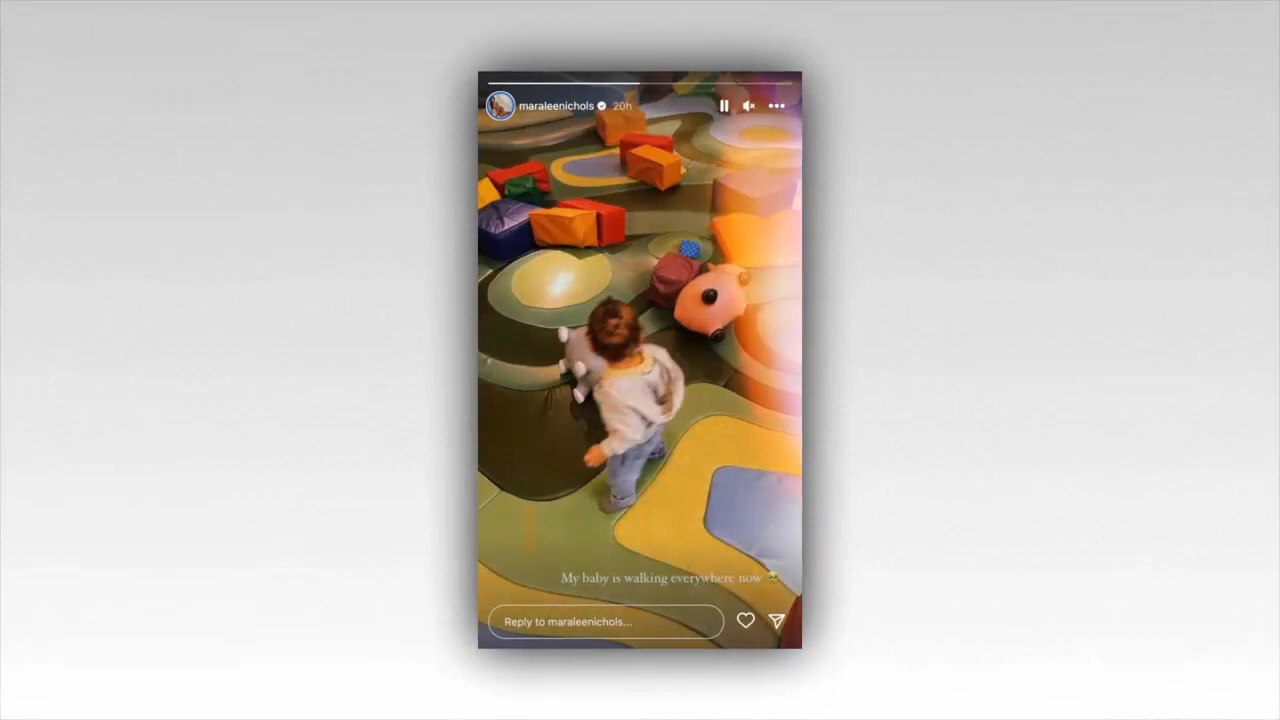 maraleenichols 20h
My baby is walking everywhere now 🥹
Reply to maraleenichols...